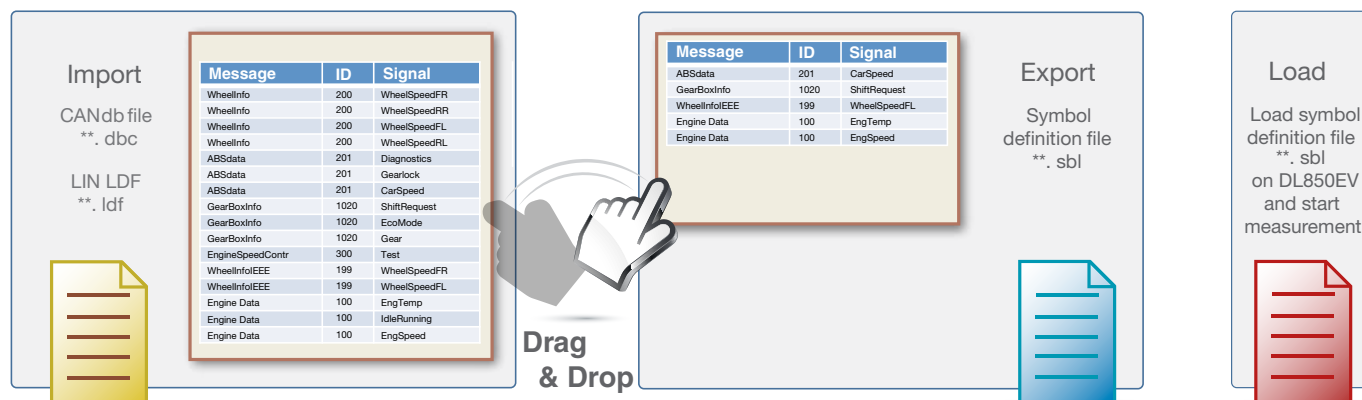 Import
CANdb file
**. dbc
LIN LDF
**. ldf
Message ID Signal
WheelInfo 200 WheelSpeedFR
WheelInfo 200 WheelSpeedRR
WheelInfo 200 WheelSpeedFL
WheelInfo 200 WheelSpeedRL
ABSdata 201 Diagnostics
ABSdata 201 Gearlock
ABSdata 201 CarSpeed
GearBoxInfo 1020 ShiftRequest
GearBoxInfo 1020 EcoMode
GearBoxInfo 1020 Gear
EngineSpeedContr 300 Test
WheelInfoIEEE 199 WheelSpeedFR
WheelInfoIEEE 199 WheelSpeedFL
Engine Data 100 EngTemp
Engine Data 100 IdleRunning
Engine Data 100 EngSpeed
Drag
& Drop
Message ID Signal
ABSdata 201 CarSpeed
GearBoxInfo 1020 ShiftRequest
WheelInfoIEEE 199 WheelSpeedFL
Engine Data 100 EngTemp
Engine Data 100 EngSpeed
Export
Symbol
definition file
**. sbl
Load
Load symbol
definition file
**. sbl
on DL850EV
and start
measurement